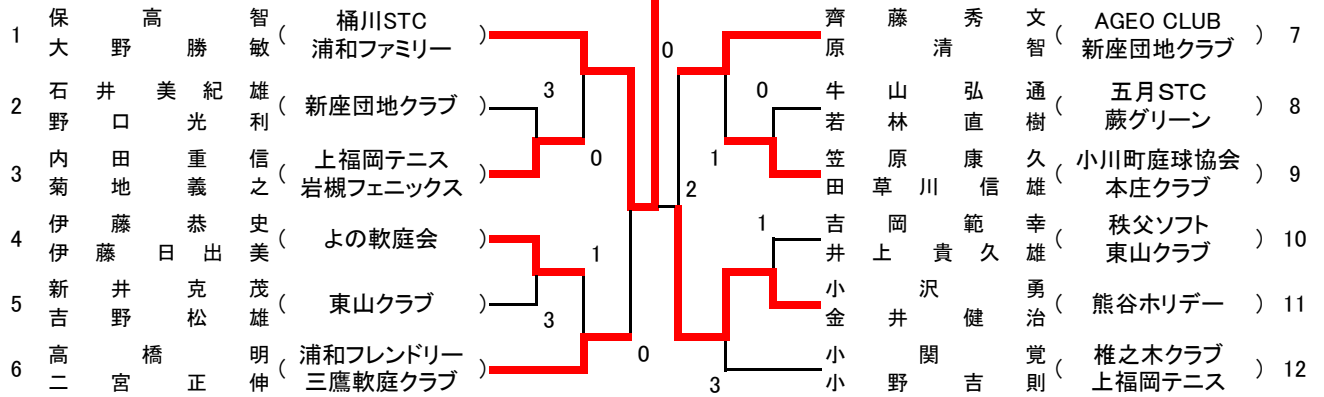 1 保高智 ( 桶川STC )
大野勝敏 浦和ファミリー
2 石井美紀雄 ( 新座団地クラブ )
野口光利
3 内田重信 ( 上福岡テニス )
菊地義之 岩槻フェニックス
4 伊藤恭史 ( よの軟庭会 )
伊藤日出美
5 新井克茂 ( 東山クラブ )
吉野松雄
6 高橋明 ( 浦和フレンドリー )
二宮正伸 三鷹軟庭クラブ
3
0
1
3
0
0
0
1
2
1
3
齊藤秀文 ( AGEO CLUB ) 7
原清智 新座団地クラブ
牛山弘通 ( 五月STC ) 8
若林直樹 蕨グリーン
笠原康久 ( 小川町庭球協会 ) 9
田草川信雄 本庄クラブ
吉岡範幸 ( 秩父ソフト ) 10
井上貴久雄 東山クラブ
小沢勇 ( 熊谷ホリデー ) 11
金井健治
小関覚 ( 椎之木クラブ ) 12
小野吉則 上福岡テニス